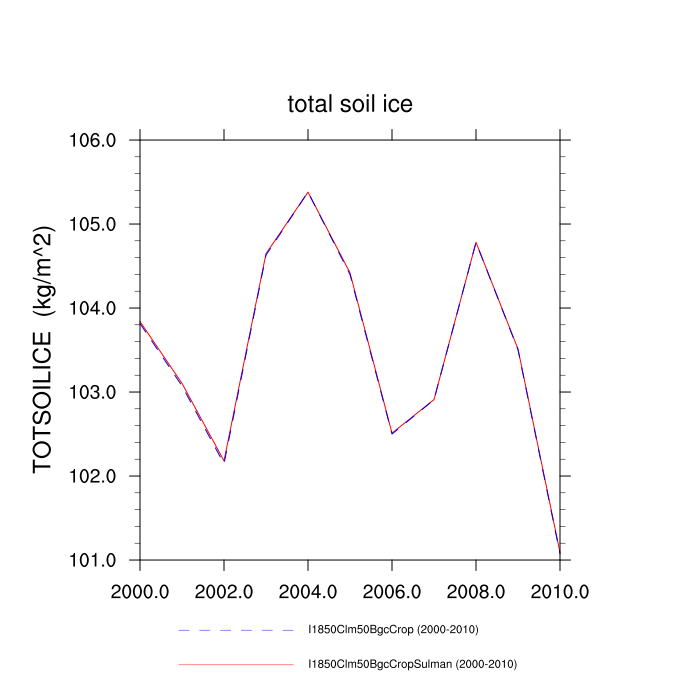 total soil ice
TOTSOILICE (kg/m^2)
106.0
105.0
104.0
103.0
102.0
101.0
2000.0 2002.0 2004.0 2006.0 2008.0 2010.0
I1850Clm50BgcCrop (2000-2010)
I1850Clm50BgcCropSulman (2000-2010)